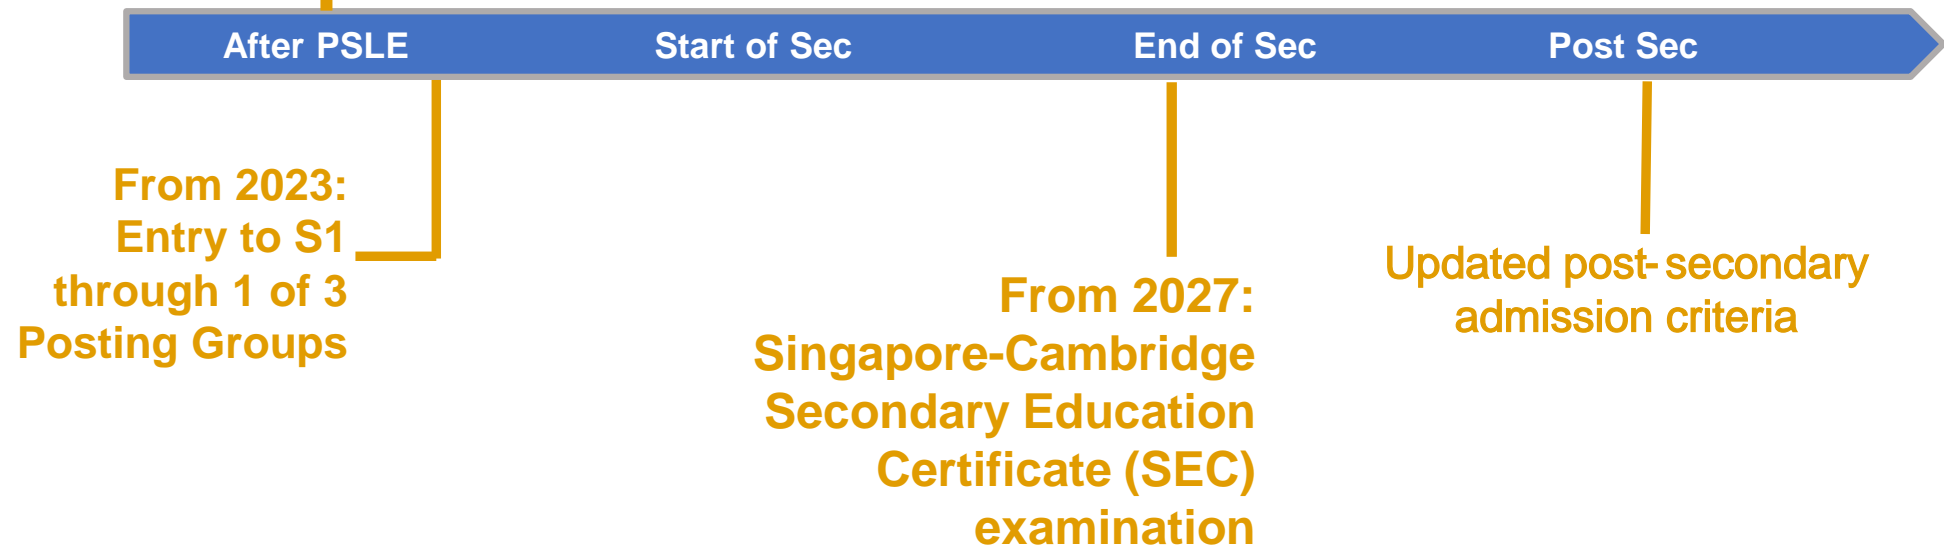 After PSLE
Start of Sec
End of Sec
Post Sec
From 2023:
Entry to S1
through 1 of 3
Posting Groups
From 2027:
Singapore-Cambridge
Secondary Education
Certificate (SEC)
examination
Updated post-secondary
admission criteria